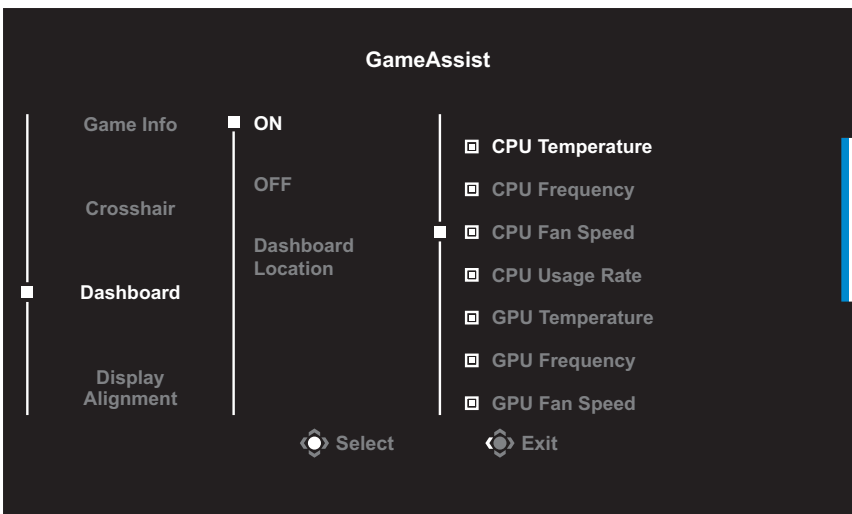 GameAssist
Game Info
Crosshair
Dashboard
Display
Alignment
ON
OFF
Dashboard
Location
CPU Temperature
CPU Frequency
CPU Fan Speed
CPU Usage Rate
GPU Temperature
GPU Frequency
GPU Fan Speed
Select
Exit